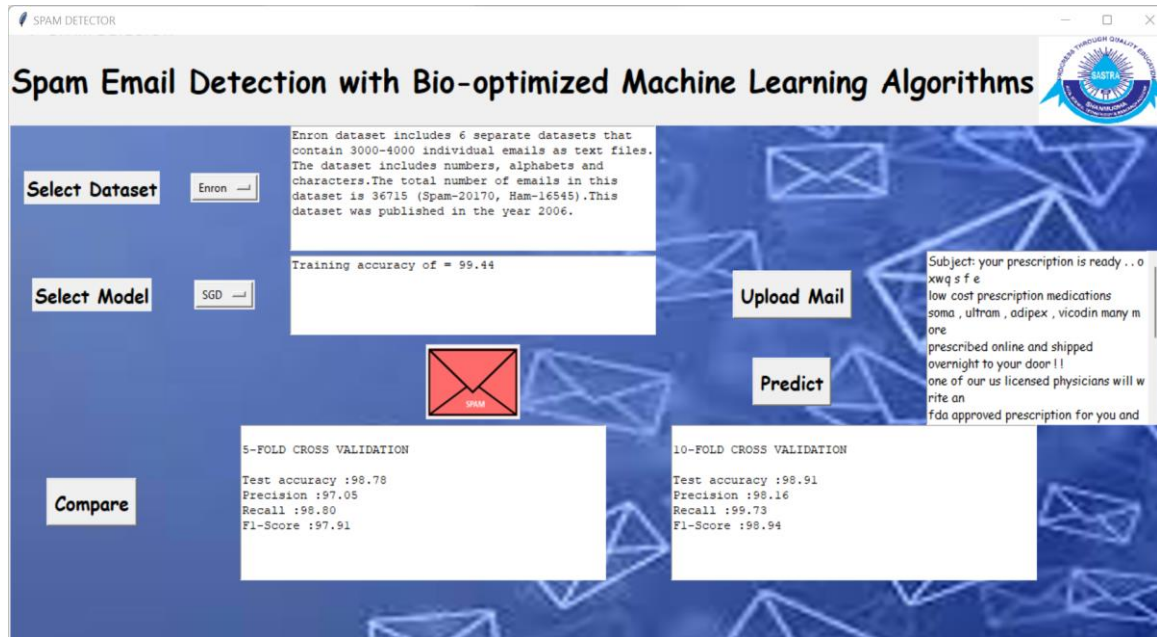 SPAM DETECTOR
Spam Email Detection with Bio-optimized Machine Learning Algorithms
PROGRESS THROUGH QUALITY EDUCATION
SASTRA
SHANMUGHA
Select Dataset
Enron
Enron dataset includes 6 separate datasets that
contain 3000-4000 individual emails as text files.
The dataset includes numbers, alphabets and
characters.The total number of emails in this
dataset is 36715 (Spam-20170, Ham-16545).This
dataset was published in the year 2006.
Select Model
SGD
Training accuracy of = 99.44
Upload Mail
Subject: your prescription is ready . . o
xwq s f e
low cost prescription medications
soma , ultram , adipex , vicodin many m
ore
prescribed online and shipped
overnight to your door ! !
one of our us licensed physicians will w
rite an
fda approved prescription for you and
SPAM
Predict
Compare
5-FOLD CROSS VALIDATION
Test accuracy :98.78
Precision :97.05
Recall :98.80
F1-Score :97.91
10-FOLD CROSS VALIDATION
Test accuracy :98.91
Precision :98.16
Recall :99.73
F1-Score :98.94